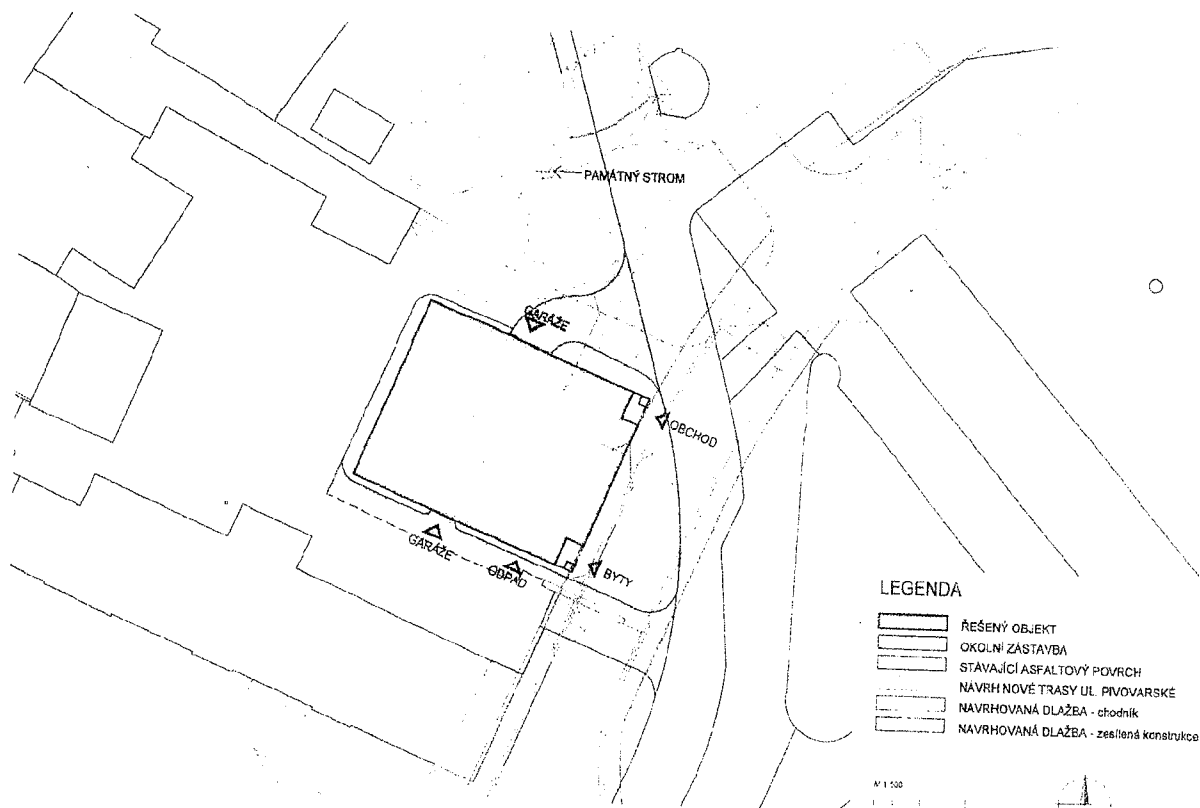 PAMÁTNÝ STROM
GARÁŽE
OBCHOD
GARÁŽE
ODPAD
BYTY
LEGENDA
ŘEŠENÝ OBJEKT
OKOLNÍ ZÁSTAVBA
STÁVAJÍCÍ ASFALTOVÝ POVRCH
NÁVRH NOVÉ TRASY UL. PIVOVARSKÉ
NAVRHOVANÁ DLAŽBA - chodník
NAVRHOVANÁ DLAŽBA - zesílená konstrukce